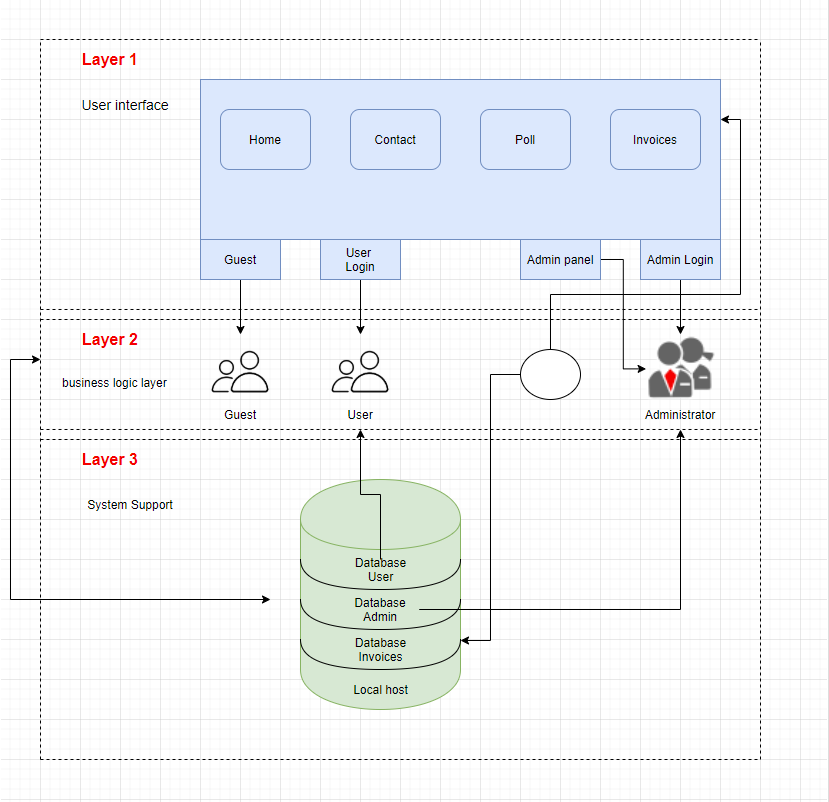 Layer 1
User interface
Home
Contact
Poll
Invoices
Guest
User
Login
Admin panel
Admin Login
Layer 2
business logic layer
Guest
User
Administrator
Layer 3
System Support
Database
User
Database
Admin
Database
Invoices
Local host